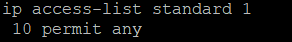 ip access-list standard 1
 10 permit any